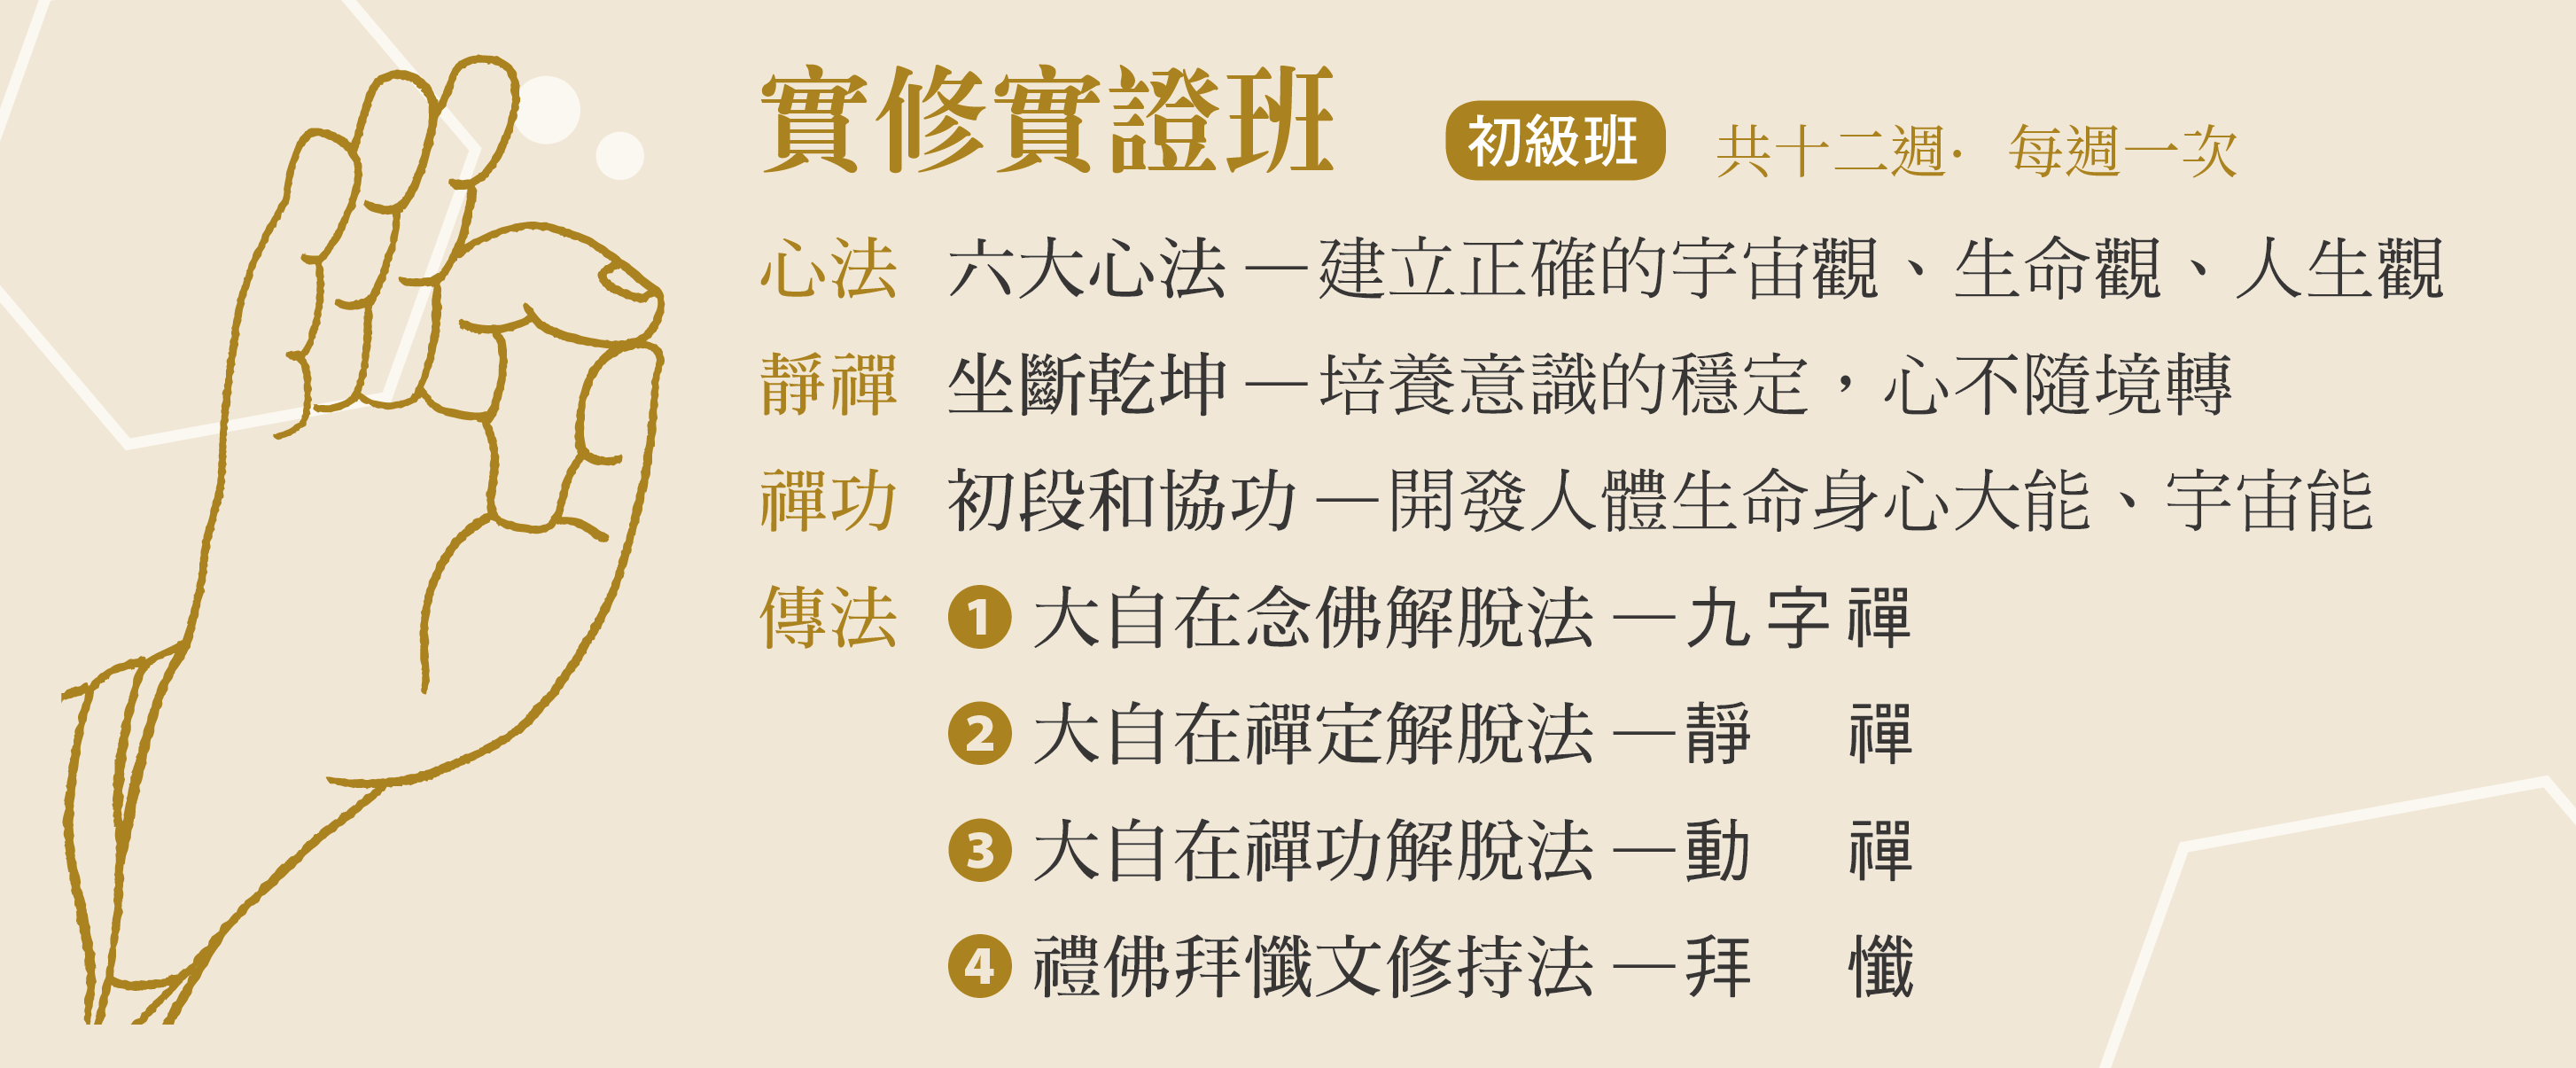 實修實證班 初級班 共十二週· 每週一次
心法 六大心法 —建立正確的宇宙觀、生命觀、人生觀
靜禪 坐斷乾坤 —培養意識的穩定，心不隨境轉
禪功 初段和協功 —開發人體生命身心大能、宇宙能
傳法 1 大自在念佛解脫法 —九字禪
2 大自在禪定解脫法 —靜 禪
3 大自在禪功解脫法 —動 禪
4 禮佛拜懺文修持法 —拜 懺